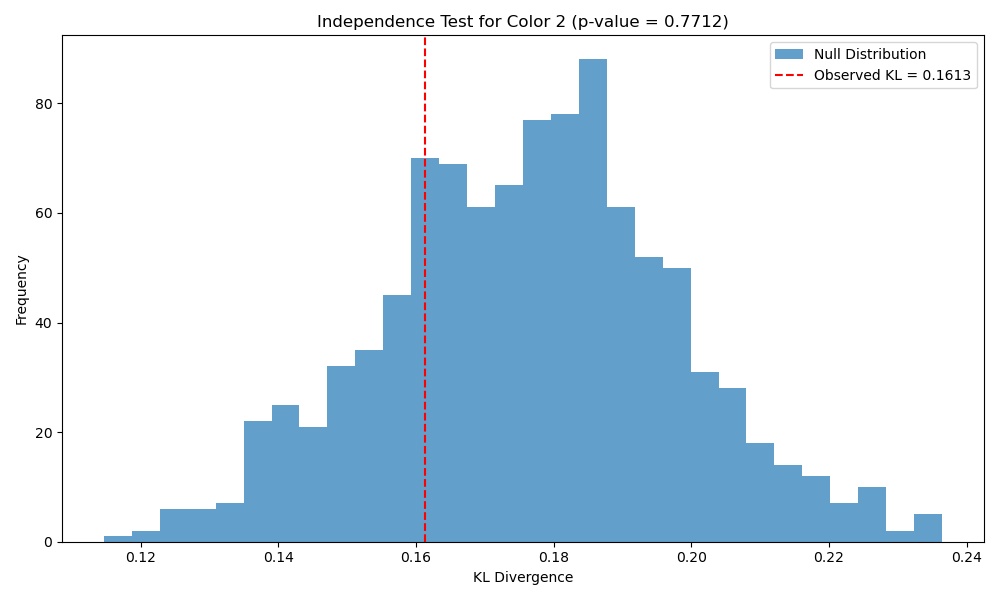 Independence Test for Color 2 (p-value = 0.7712)
Null Distribution
Observed KL = 0.1613
Frequency
80
60
40
20
0
0.12 0.14 0.16 0.18 0.20 0.22 0.24
KL Divergence